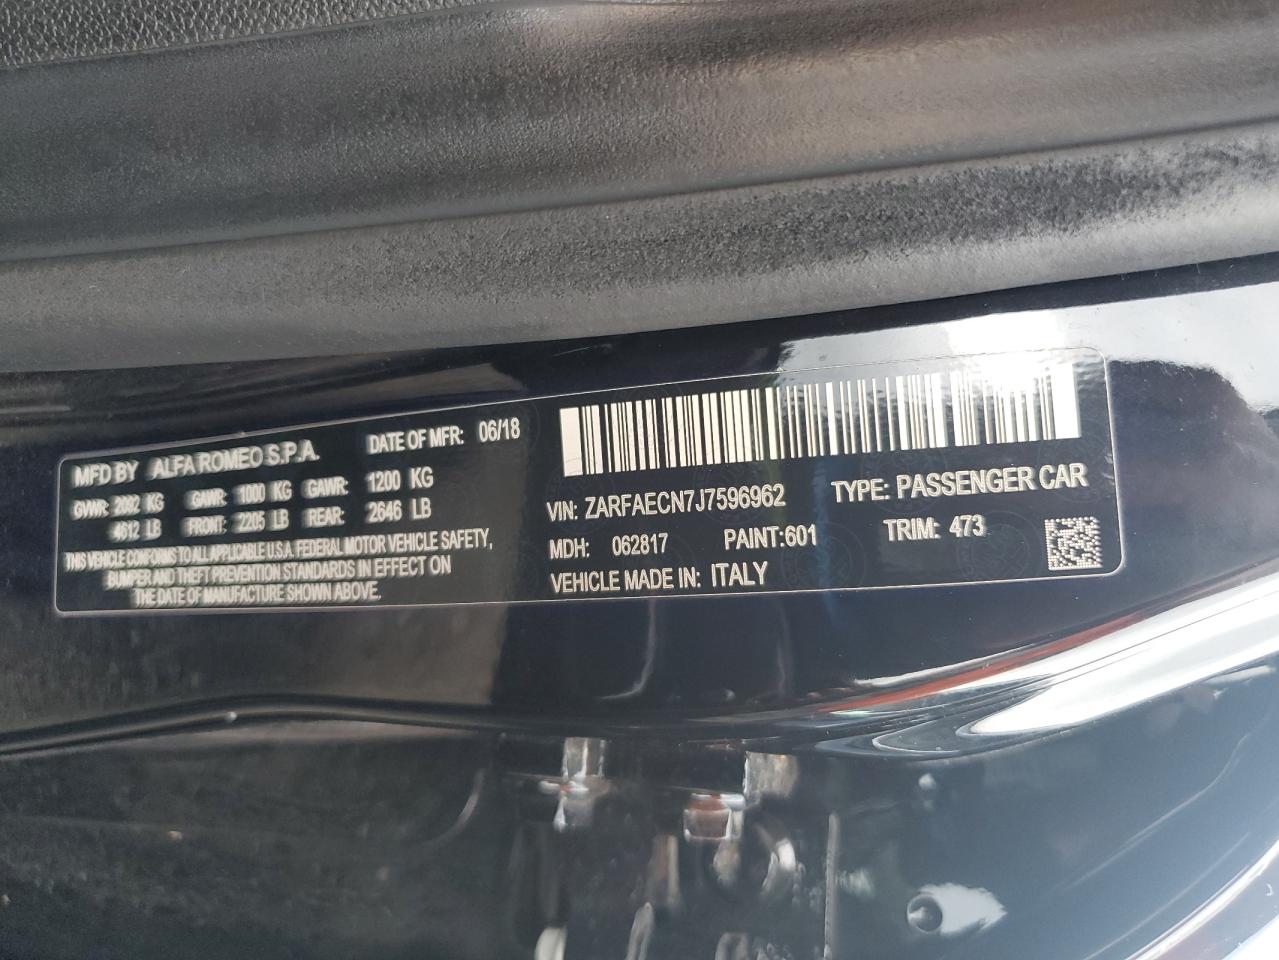 MFD BY ALFA ROMEO S.P.A. DATE OF MFR: 06/18
GVWR: 2092 KG GAWR: 1000 KG GAWR: 1200 KG
4612 LB FRONT: 2205 LB REAR: 2646 LB
THIS VEHICLE CONFORMS TO ALL APPLICABLE U.S.A. FEDERAL MOTOR VEHICLE SAFETY,
BUMPER AND THEFT PREVENTION STANDARDS IN EFFECT ON
THE DATE OF MANUFACTURE SHOWN ABOVE.
VIN: ZARFAECN7J7596962 TYPE: PASSENGER CAR
MDH: 062817 PAINT:601 TRIM: 473
VEHICLE MADE IN: ITALY